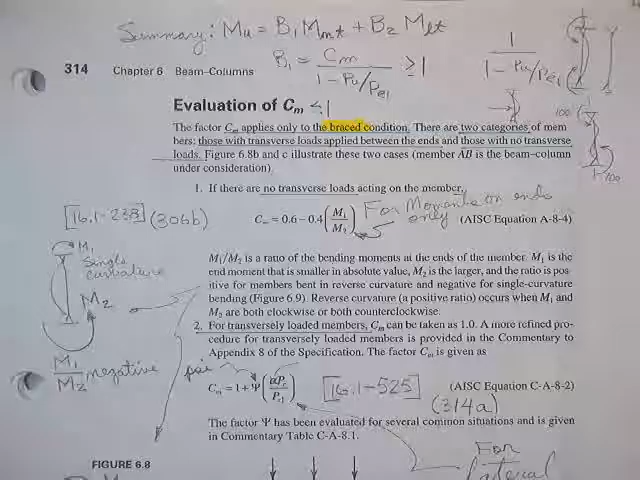 Summary: Mu = B1 Mnt + B2 Mlt
B1 = Cm / 1 - Pu/Pe1 ≥ 1
1 / 1 - Pu/Pe1
314 Chapter 6 Beam-Columns
Evaluation of Cm ≤ 1
The factor Cm applies only to the braced condition. There are two categories of mem
bers: those with transverse loads applied between the ends and those with no transverse
loads. Figure 6.8b and c illustrate these two cases (member AB is the beam-column
under consideration).
100
100
1. If there are no transverse loads acting on the member,
[16.1-238] (306b)
Cm = 0.6 - 0.4 (M1/M2) (AISC Equation A-8-4)
For Moments on ends
only
M1
Single
curvature
M2
M1/M2 negative
M1/M2 is a ratio of the bending moments at the ends of the member. M1 is the
end moment that is smaller in absolute value, M2 is the larger, and the ratio is pos-
itive for members bent in reverse curvature and negative for single-curvature
bending (Figure 6.9). Reverse curvature (a positive ratio) occurs when M1 and
M2 are both clockwise or both counterclockwise.
2. For transversely loaded members, Cm can be taken as 1.0. A more refined pro-
cedure for transversely loaded members is provided in the Commentary to
Appendix 8 of the Specification. The factor Cm is given as
psi
Cm = 1 + Ψ (αPr/Pe1) [16.1-525] (AISC Equation C-A-8-2)
(314a)
The factor Ψ has been evaluated for several common situations and is given
in Commentary Table C-A-8.1.
For
lateral
FIGURE 6.8